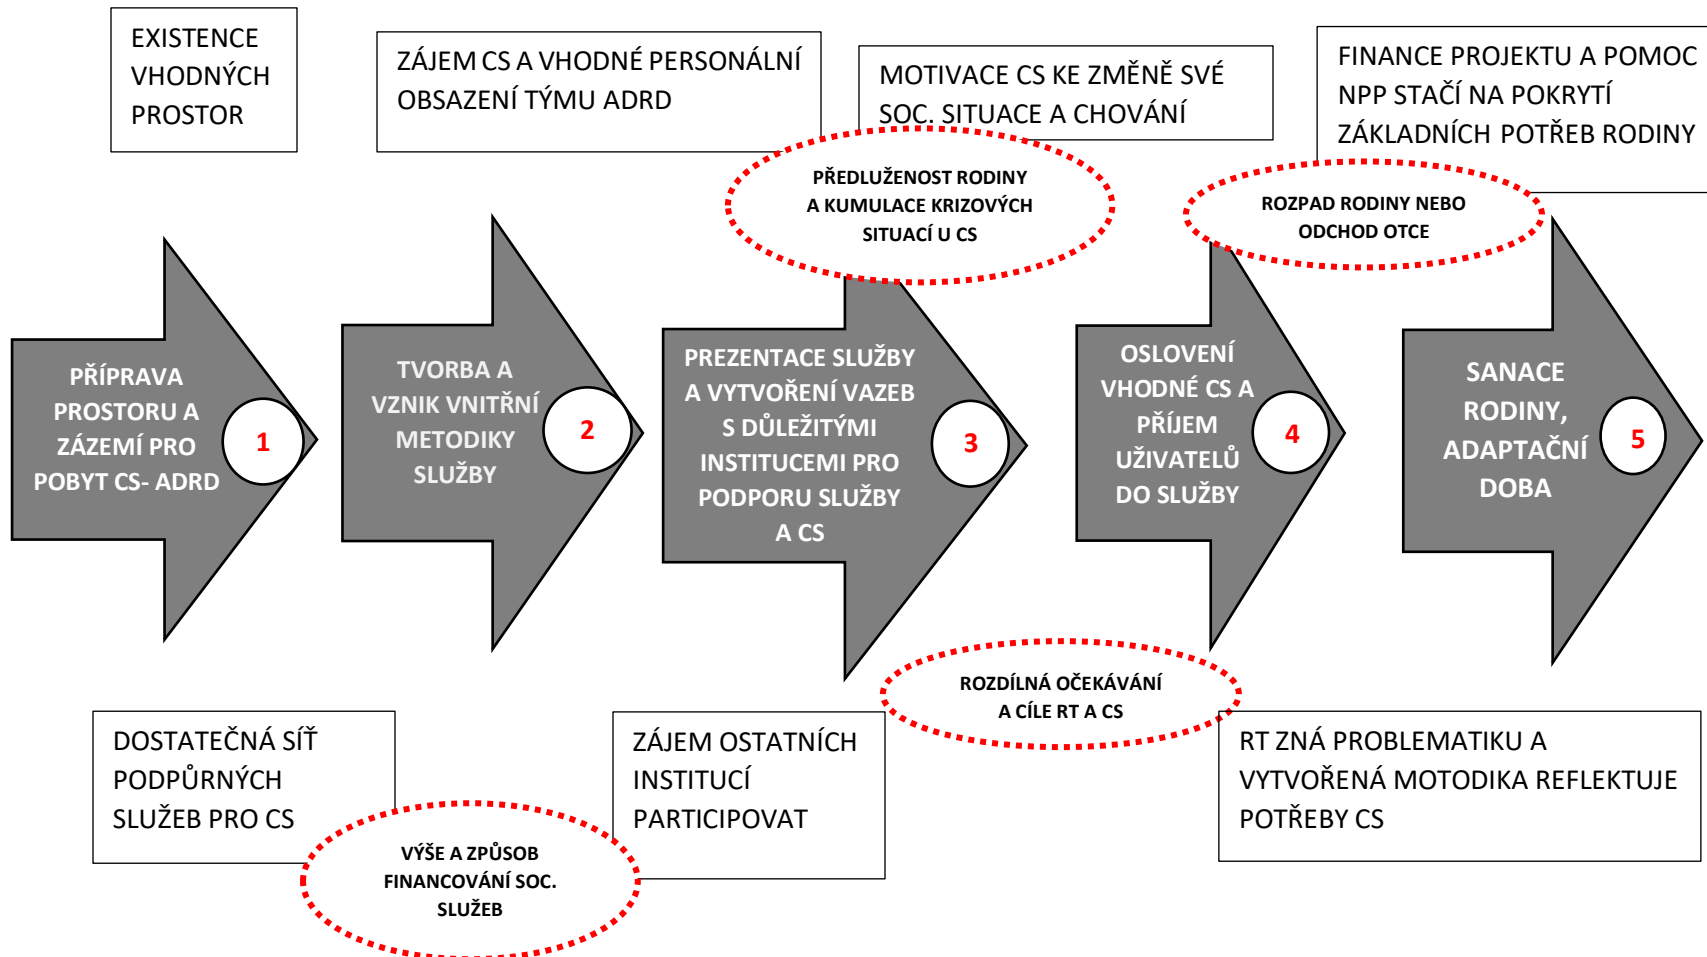 EXISTENCE
VHODNÝCH
PROSTOR
ZÁJEM CS A VHODNÉ PERSONÁLNÍ
OBSAZENÍ TÝMU ADRD
MOTIVACE CS KE ZMĚNĚ SVÉ
SOC. SITUACE A CHOVÁNÍ
FINANCE PROJEKTU A POMOC
NPP STAČÍ NA POKRYTÍ
ZÁKLADNÍCH POTŘEB RODINY
PŘEDLUŽENOST RODINY
A KUMULACE KRIZOVÝCH
SITUACÍ U CS
ROZPAD RODINY NEBO
ODCHOD OTCE
PŘÍPRAVA
PROSTORU A
ZÁZEMÍ PRO
POBYT CS- ADRD
1
TVORBA A
VZNIK VNITŘNÍ
METODIKY
SLUŽBY
2
PREZENTACE SLUŽBY
A VYTVOŘENÍ VAZEB
S DŮLEŽITÝMI
INSTITUCEMI PRO
PODPORU SLUŽBY
A CS
3
OSLOVENÍ
VHODNÉ CS A
PŘÍJEM
UŽIVATELŮ
DO SLUŽBY
4
SANACE
RODINY,
ADAPTAČNÍ
DOBA
5
ROZDÍLNÁ OČEKÁVÁNÍ
A CÍLE RT A CS
DOSTATEČNÁ SÍŤ
PODPŮRNÝCH
SLUŽEB PRO CS
ZÁJEM OSTATNÍCH
INSTITUCÍ
PARTICIPOVAT
RT ZNÁ PROBLEMATIKU A
VYTVOŘENÁ MOTODIKA REFLEKTUJE
POTŘEBY CS
VÝŠE A ZPŮSOB
FINANCOVÁNÍ SOC.
SLUŽEB